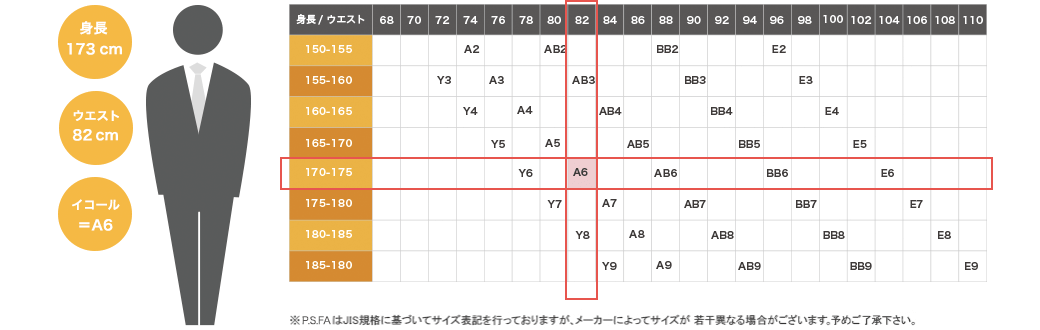 身長
173 cm
ウエスト
82 cm
イコール
＝A6
身長 / ウエスト 68 70 72 74 76 78 80 82 84 86 88 90 92 94 96 98 100 102 104 106 108 110
150-155 A2 AB2 BB2 E2
155-160 Y3 A3 AB3 BB3 E3
160-165 Y4 A4 AB4 BB4 E4
165-170 Y5 A5 AB5 BB5 E5
170-175 Y6 A6 AB6 BB6 E6
175-180 Y7 A7 AB7 BB7 E7
180-185 Y8 A8 AB8 BB8 E8
185-180 Y9 A9 AB9 BB9 E9
※P.S.FAはJIS規格に基づいてサイズ表記を行っておりますが、メーカーによってサイズが 若干異なる場合がございます。予めご了承下さい。